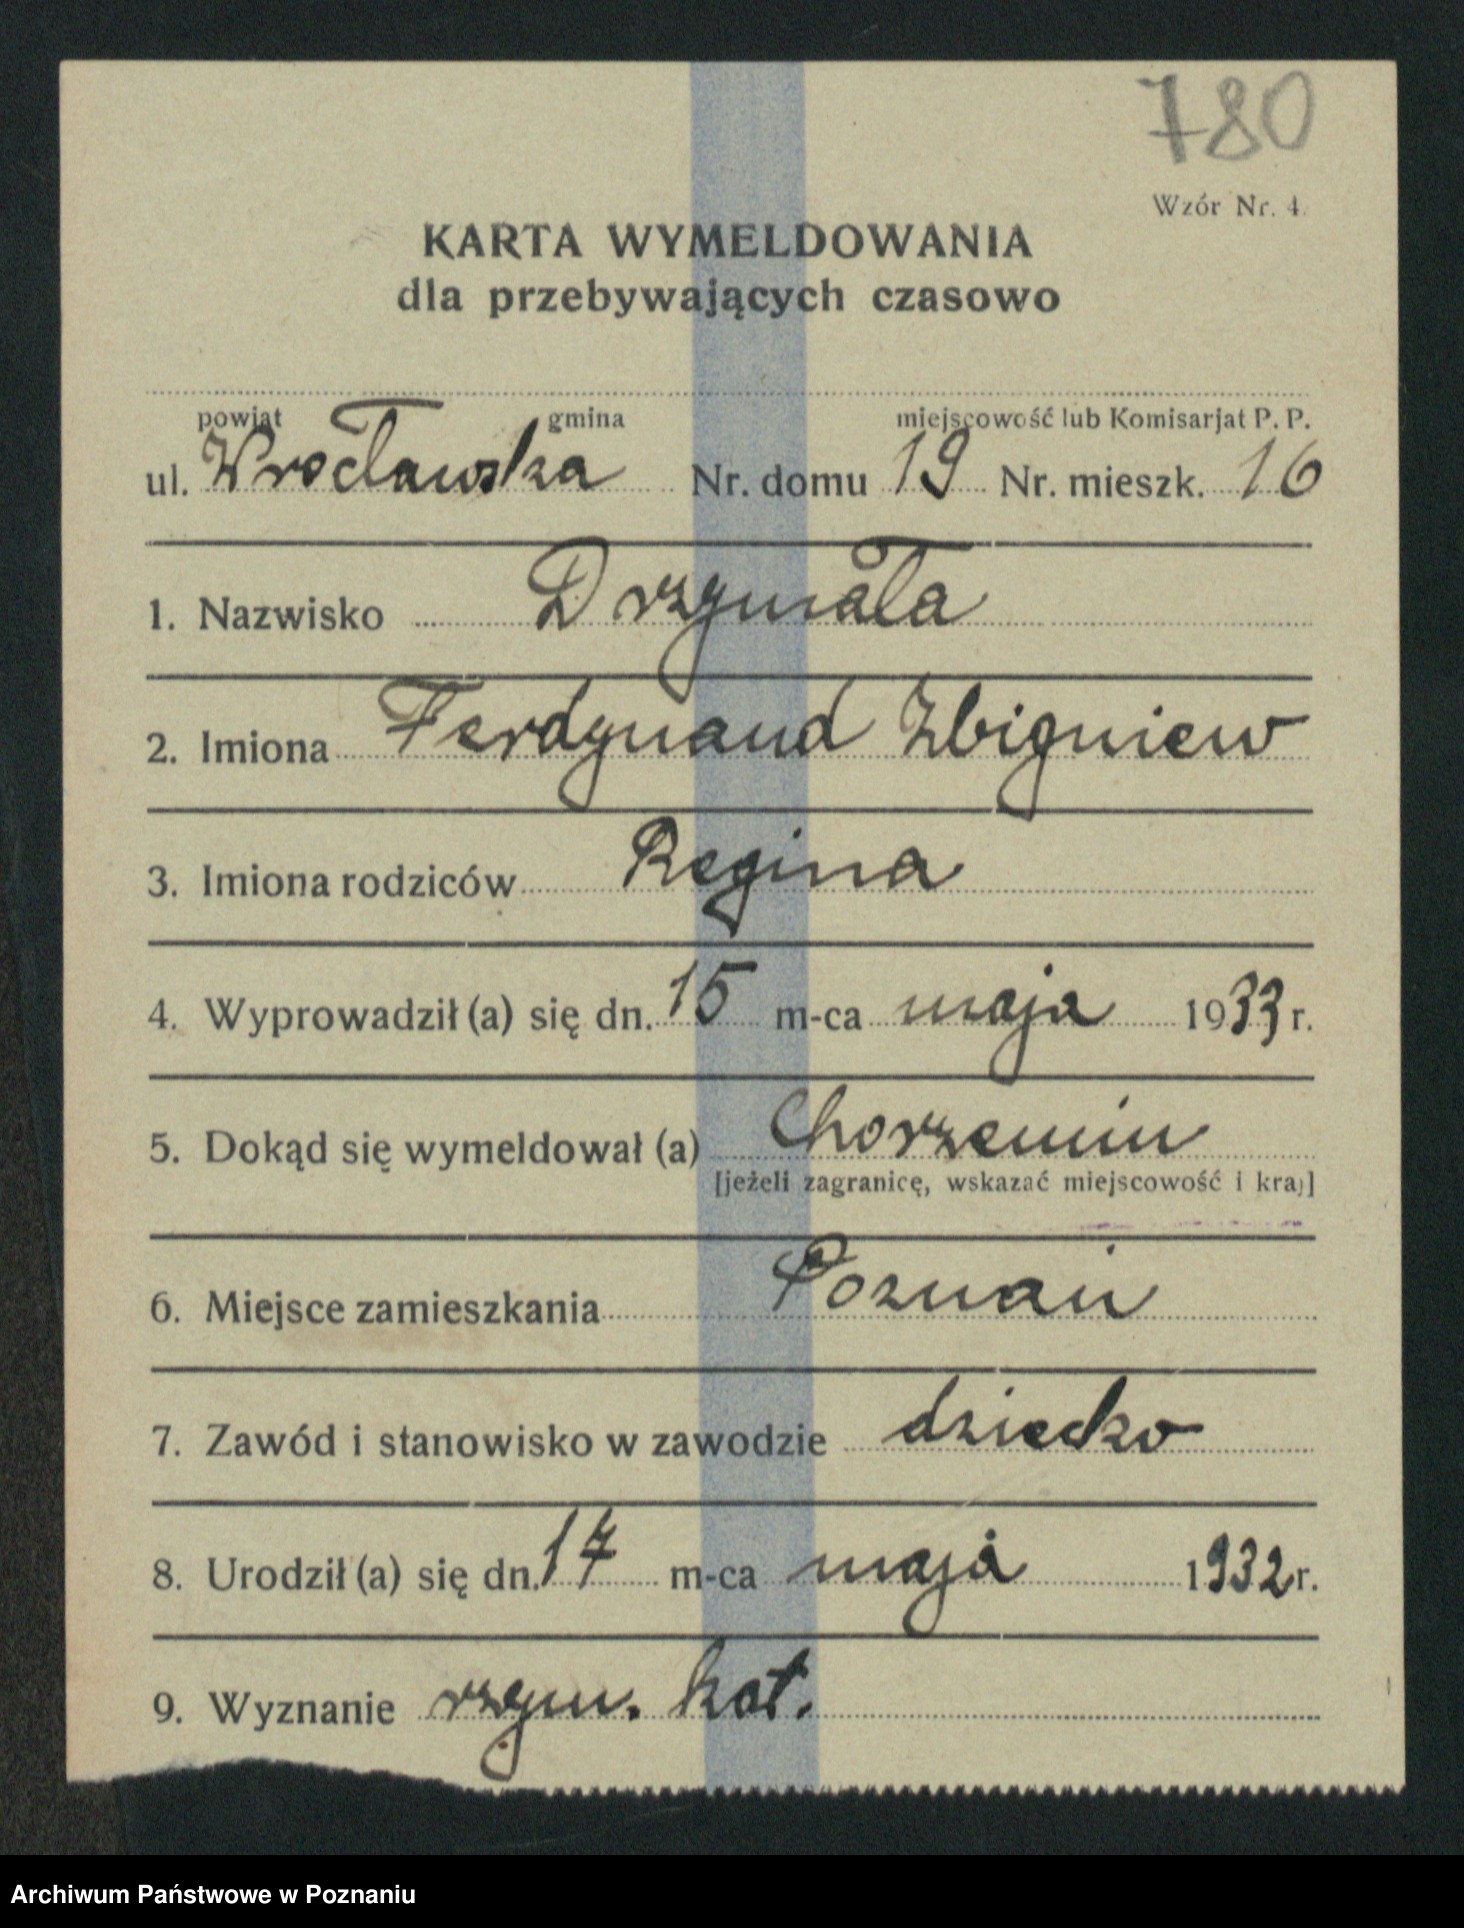 780
Wzór Nr. 4.
KARTA WYMELDOWANIA
dla przebywających czasowo
powiat gmina miejscowość lub Komisarjat P. P.
ul. Wrocławska Nr. domu 19 Nr. mieszk. 16
1. Nazwisko Drzymała
2. Imiona Ferdynand Zbigniew
3. Imiona rodziców Regina
4. Wyprowadził (a) się dn. 15 m-ca maja 1933 r.
5. Dokąd się wymeldował (a) Chorzemin
[jeżeli zagranicę, wskazać miejscowość i kraj]
6. Miejsce zamieszkania Poznań
7. Zawód i stanowisko w zawodzie dziecko
8. Urodził (a) się dn. 17 m-ca maja 1932 r.
9. Wyznanie rzym. kat.
Archiwum Państwowe w Poznaniu